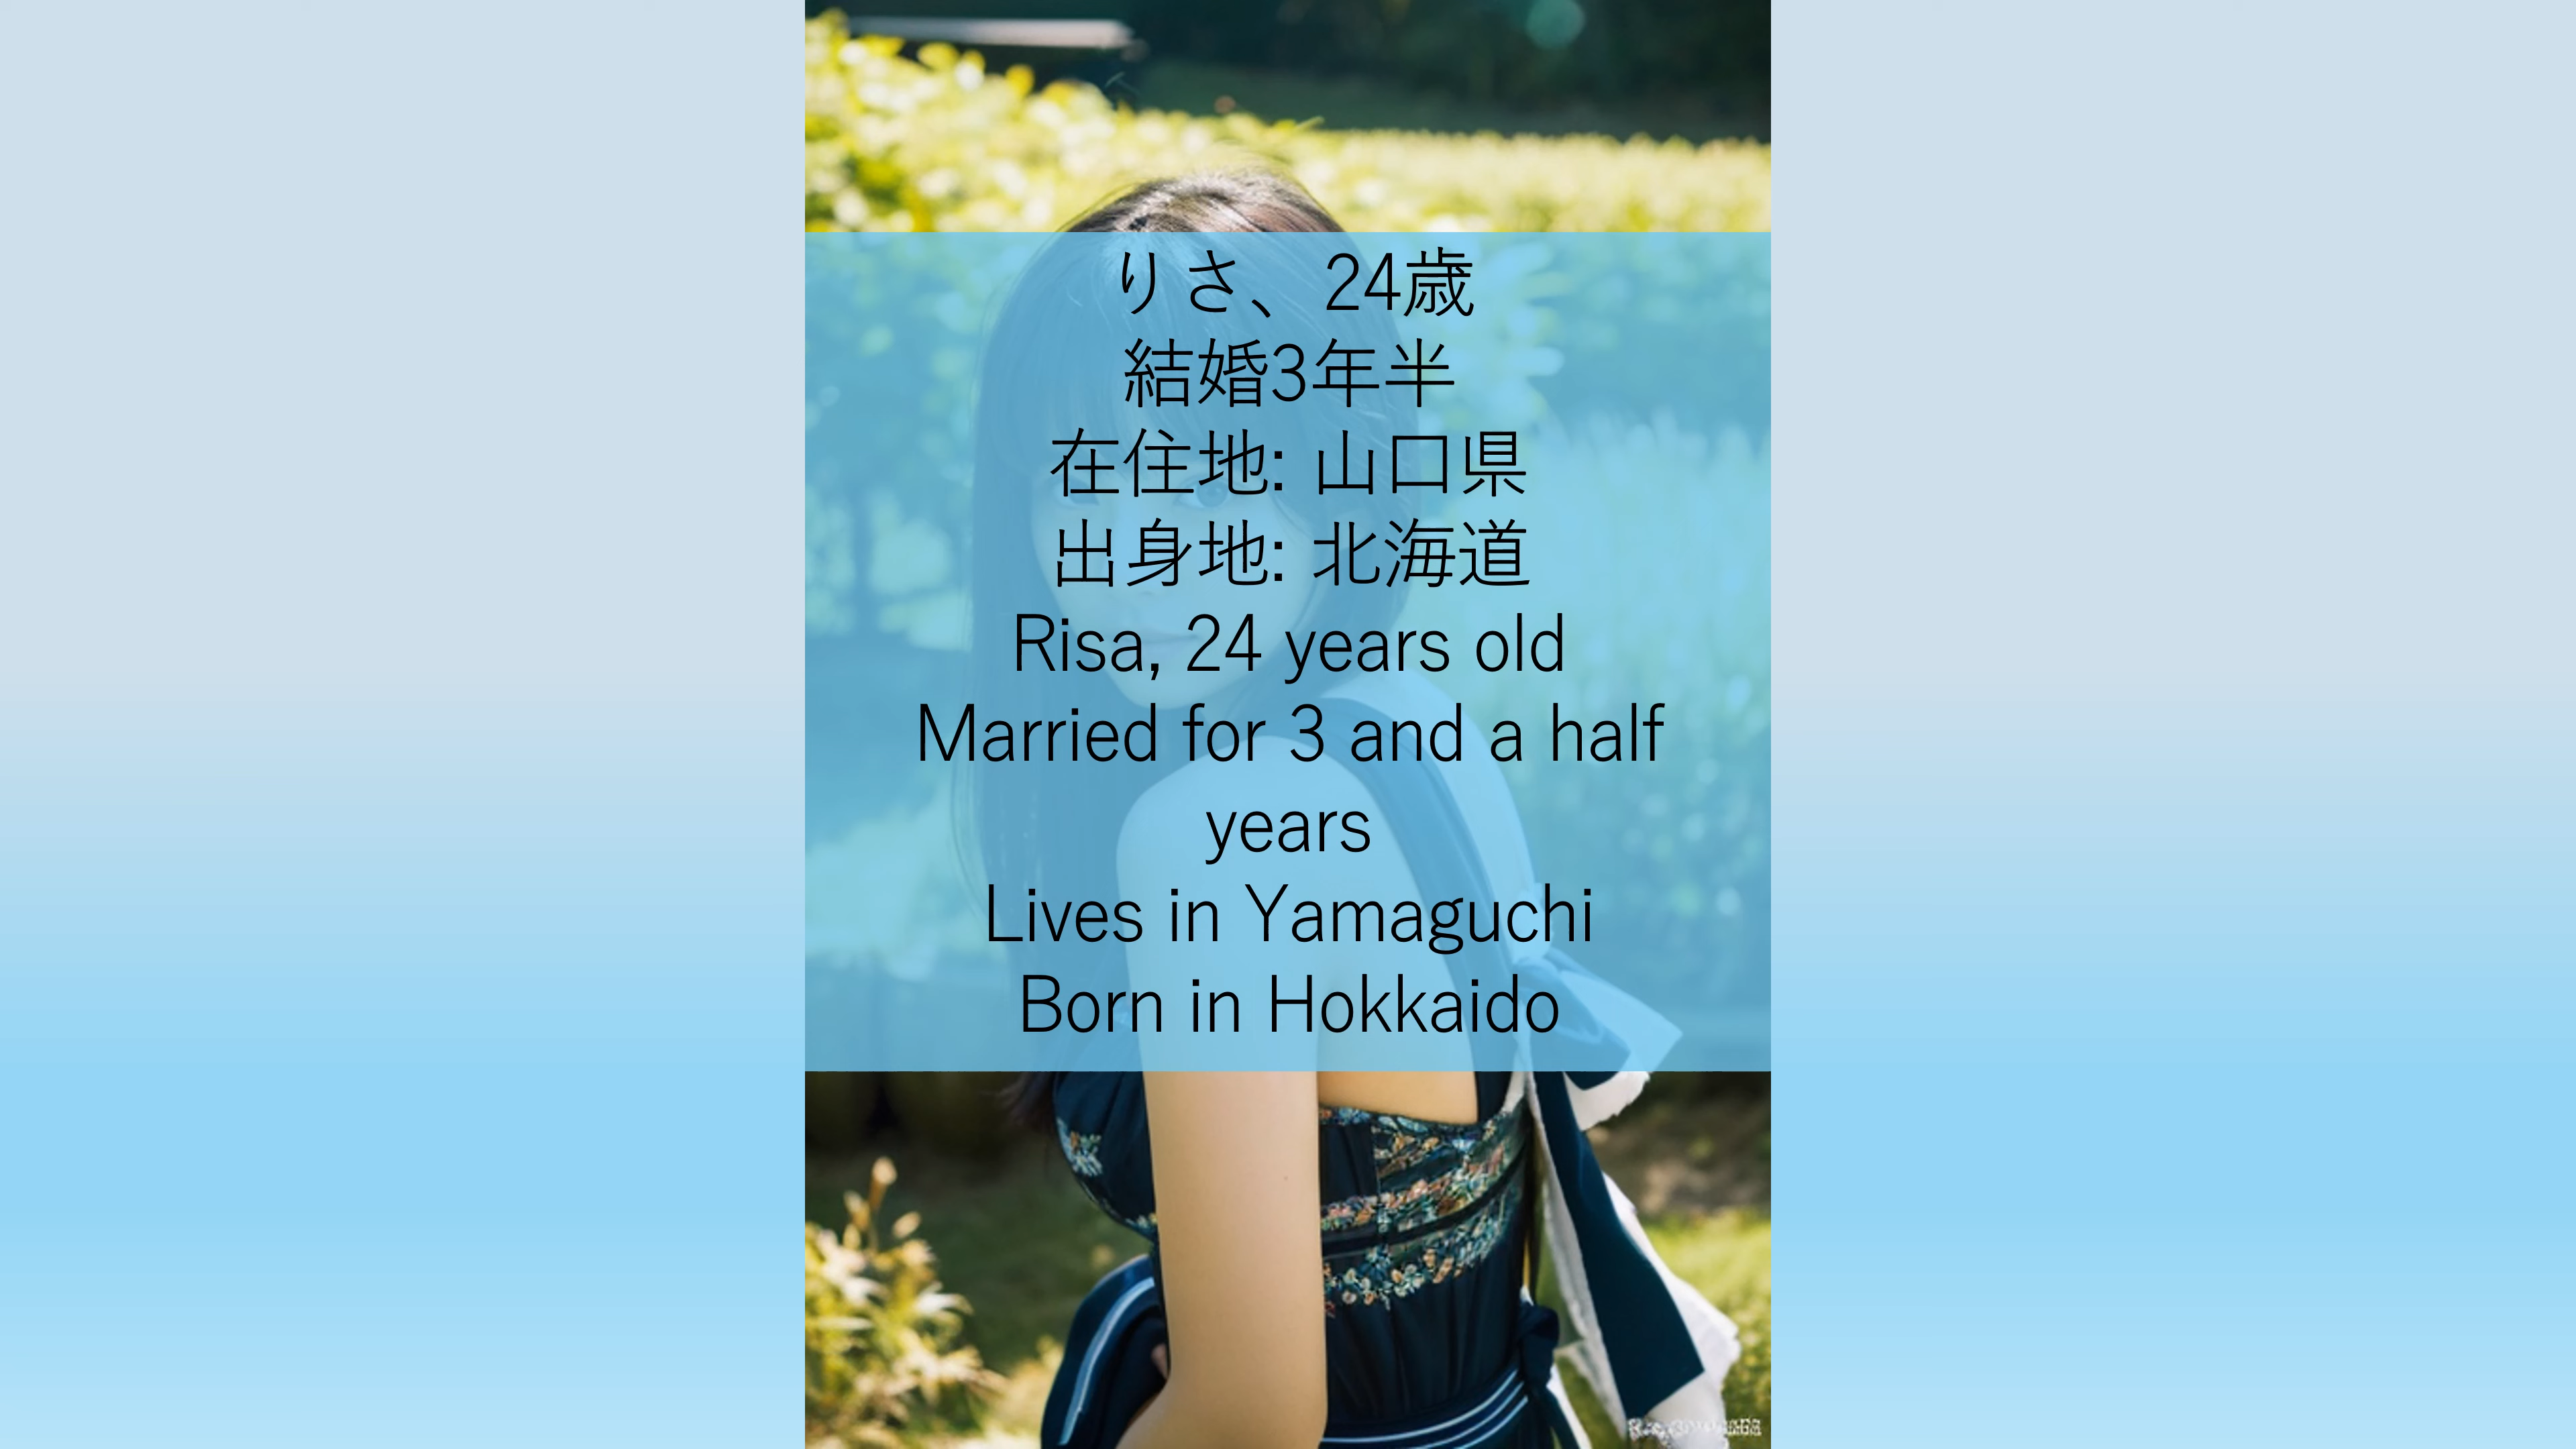 りさ、24歳
結婚3年半
在住地: 山口県
出身地: 北海道
Risa, 24 years old
Married for 3 and a half
years
Lives in Yamaguchi
Born in Hokkaido